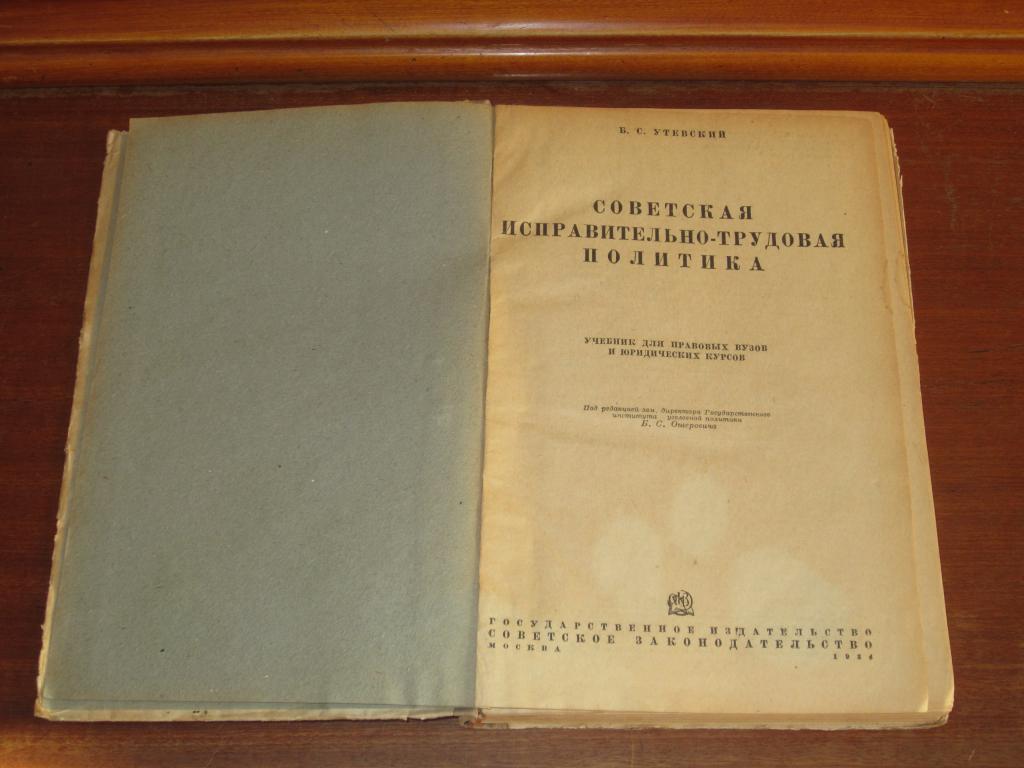 Б. С. УТЕВСКИЙ
СОВЕТСКАЯ
ИСПРАВИТЕЛЬНО-ТРУДОВАЯ
ПОЛИТИКА
УЧЕБНИК ДЛЯ ПРАВОВЫХ ВУЗОВ
И ЮРИДИЧЕСКИХ КУРСОВ
Под редакцией зам. директора Государственного
института уголовной политики
Б. С. Ошеровича
ГОСУДАРСТВЕННОЕ ИЗДАТЕЛЬСТВО
СОВЕТСКОЕ ЗАКОНОДАТЕЛЬСТВО
МОСКВА 1934